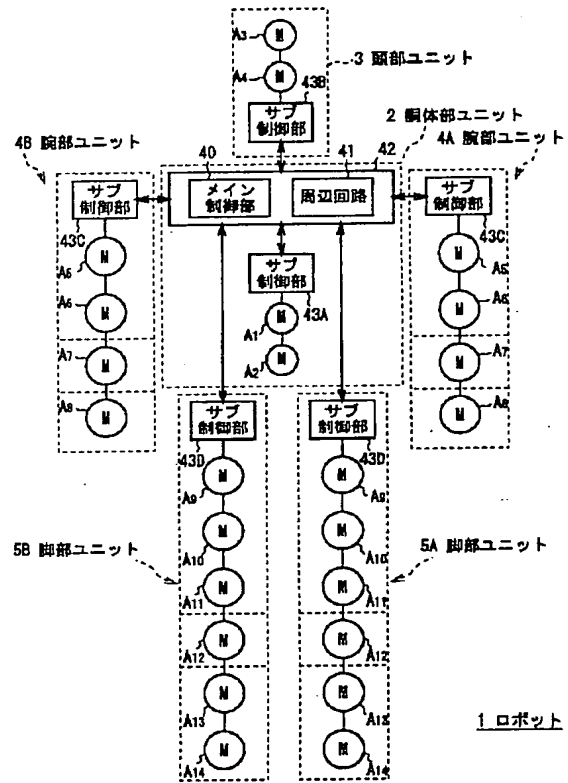 A3
M
A4
M
3 頭部ユニット
43B
サブ
制御部
2 胴体部ユニット
4A 腕部ユニット
4B 腕部ユニット
40
41
42
メイン
制御部
周辺回路
サブ
制御部
43C
A5
M
A6
M
A7
M
A8
M
サブ
制御部
43A
A1
M
A2
M
サブ
制御部
43C
A5
M
A6
M
A7
M
A8
M
サブ
制御部
43D
A9
M
A10
M
A11
M
A12
M
A13
M
A14
M
5B 脚部ユニット
サブ
制御部
43D
A9
M
A10
M
A11
M
A12
M
A13
M
A14
M
5A 脚部ユニット
1 ロボット